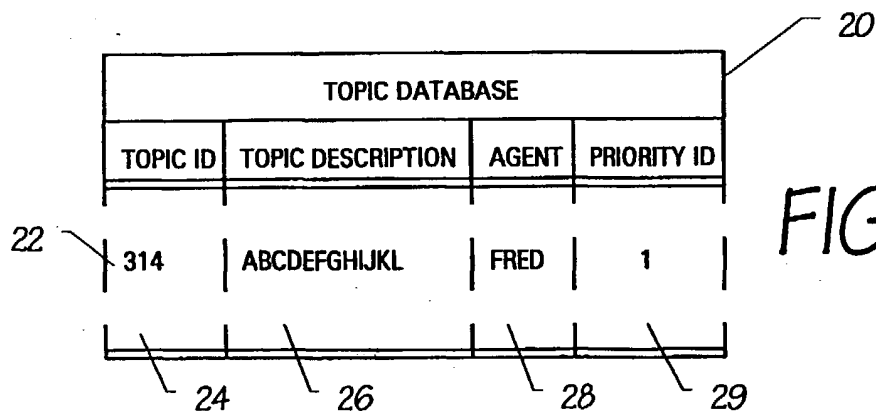 20
TOPIC DATABASE
TOPIC ID TOPIC DESCRIPTION AGENT PRIORITY ID
22 314 ABCDEFGHIJKL FRED 1
FIG
24 26 28 29